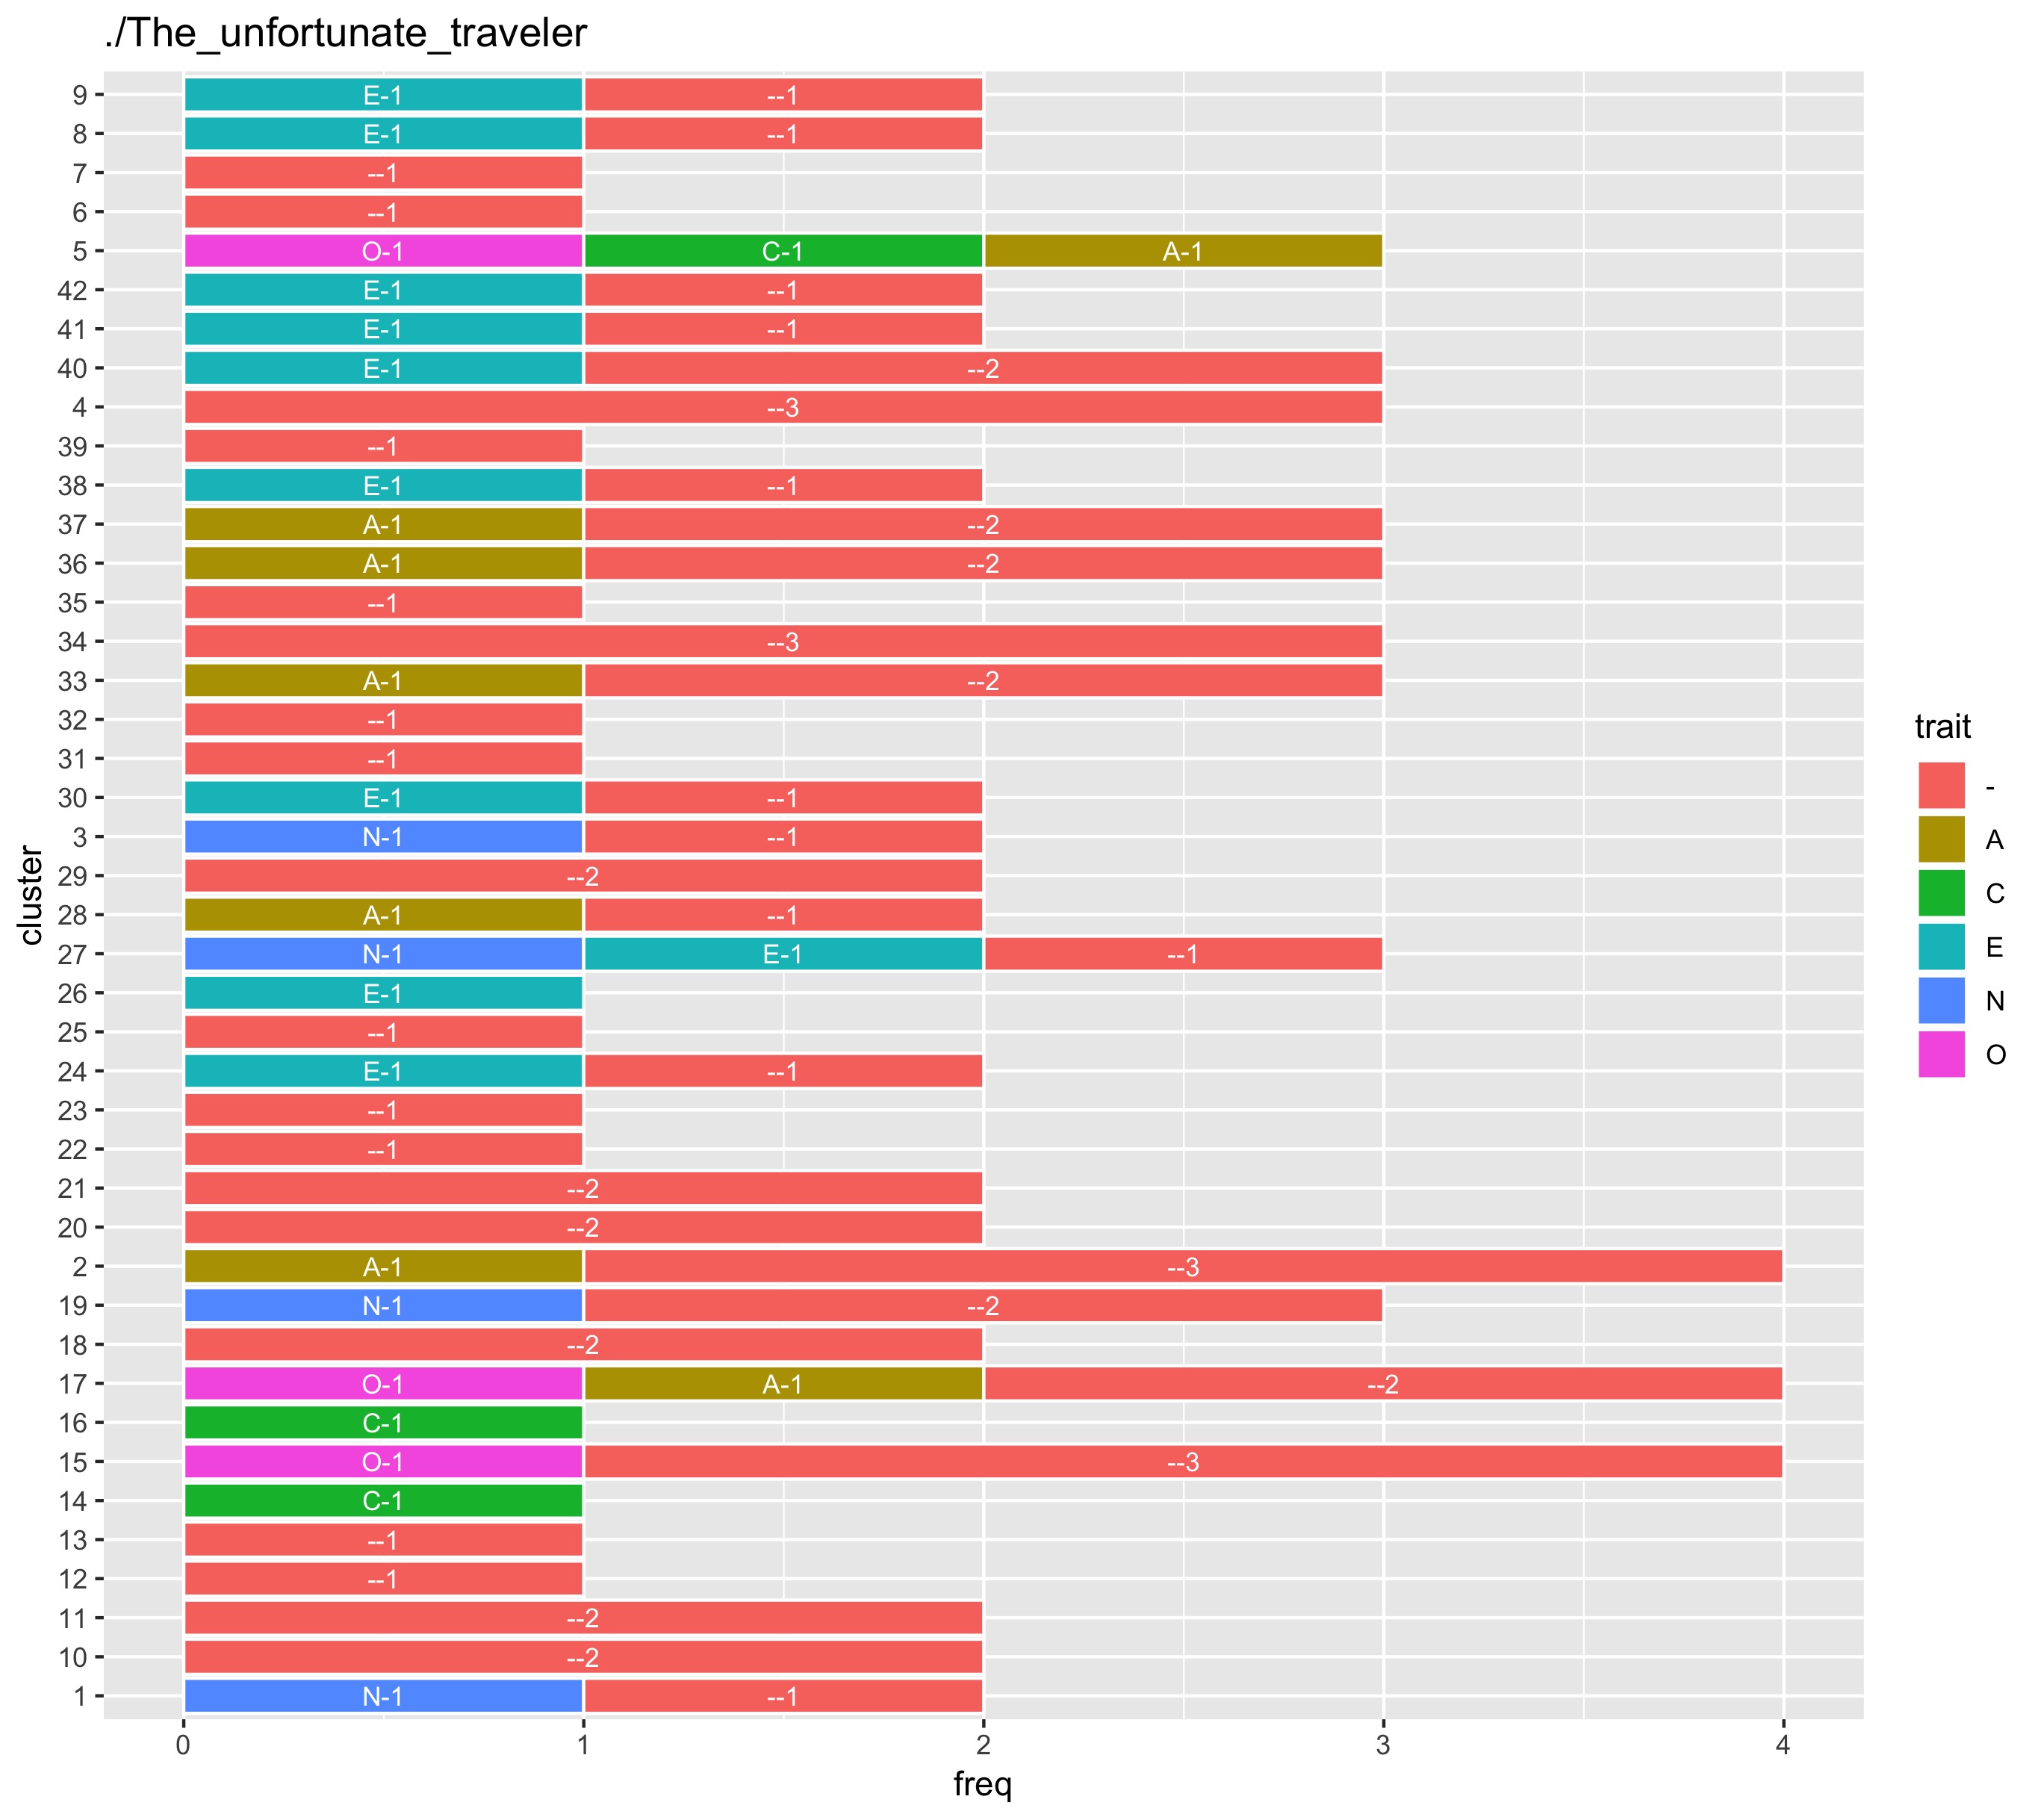 ./The_unfortunate_traveler
9 E-1 --1
8 E-1 --1
7 --1
6 --1
5 O-1 C-1 A-1
42 E-1 --1
41 E-1 --1
40 E-1 --2
4 --3
39 --1
38 E-1 --1
37 A-1 --2
36 A-1 --2
35 --1
34 --3
33 A-1 --2
32 --1
31 --1
30 E-1 --1
3 N-1 --1
29 --2
28 A-1 --1
27 N-1 E-1 --1
26 E-1
25 --1
24 E-1 --1
23 --1
22 --1
21 --2
20 --2
2 A-1 --3
19 N-1 --2
18 --2
17 O-1 A-1 --2
16 C-1
15 O-1 --3
14 C-1
13 --1
12 --1
11 --2
10 --2
1 N-1 --1
0 1 2 3 4
freq
cluster
trait
-
A
C
E
N
O